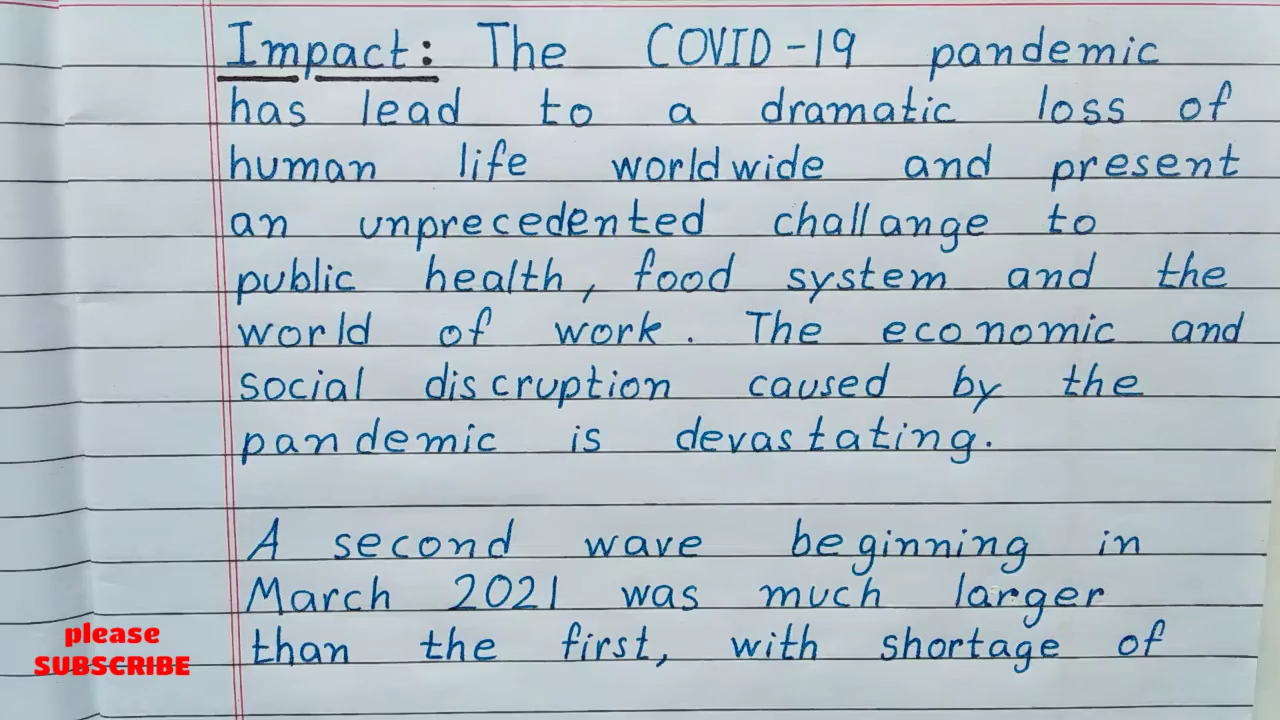 Impact: The COVID-19 pandemic
has lead to a dramatic loss of
human life worldwide and present
an unprecedented challange to
public health, food system and the
world of work. The economic and
social discruption caused by the
pandemic is devastating.
A second wave beginning in
March 2021 was much larger
than the first, with shortage of
please
SUBSCRIBE